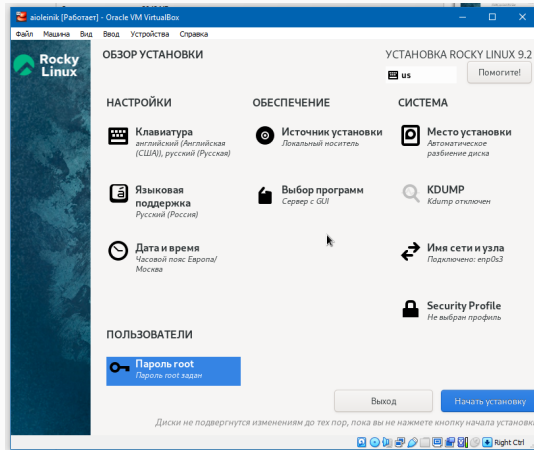 aioleinik [Работает] - Oracle VM VirtualBox
Файл Машина Вид Ввод Устройства Справка
Rocky
Linux
ОБЗОР УСТАНОВКИ
УСТАНОВКА ROCKY LINUX 9.2
us
Помогите!
НАСТРОЙКИ
ОБЕСПЕЧЕНИЕ
СИСТЕМА
Клавиатура
английский (Английская
(США)), русский (Русская)
Источник установки
Локальный носитель
Место установки
Автоматическое
разбиение диска
Языковая
поддержка
Русский (Россия)
Выбор программ
Сервер с GUI
KDUMP
Kdump отключен
Дата и время
Часовой пояс Европа/
Москва
Имя сети и узла
Подключено: enp0s3
Security Profile
Не выбран профиль
ПОЛЬЗОВАТЕЛИ
Пароль root
Пароль root задан
Выход
Начать установку
Диски не подвергнутся изменениям до тех пор, пока вы не нажмете кнопку начала установк
Right Ctrl